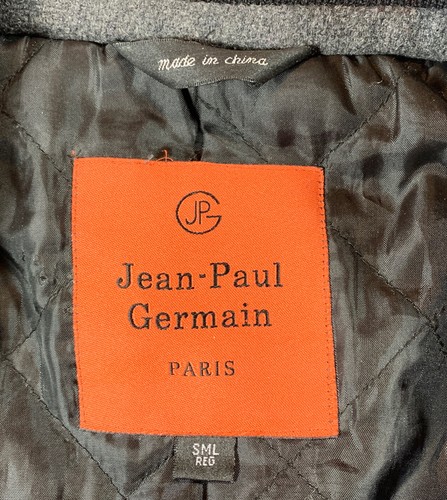 made in china
JPG
Jean-Paul
Germain
PARIS
SML
REG